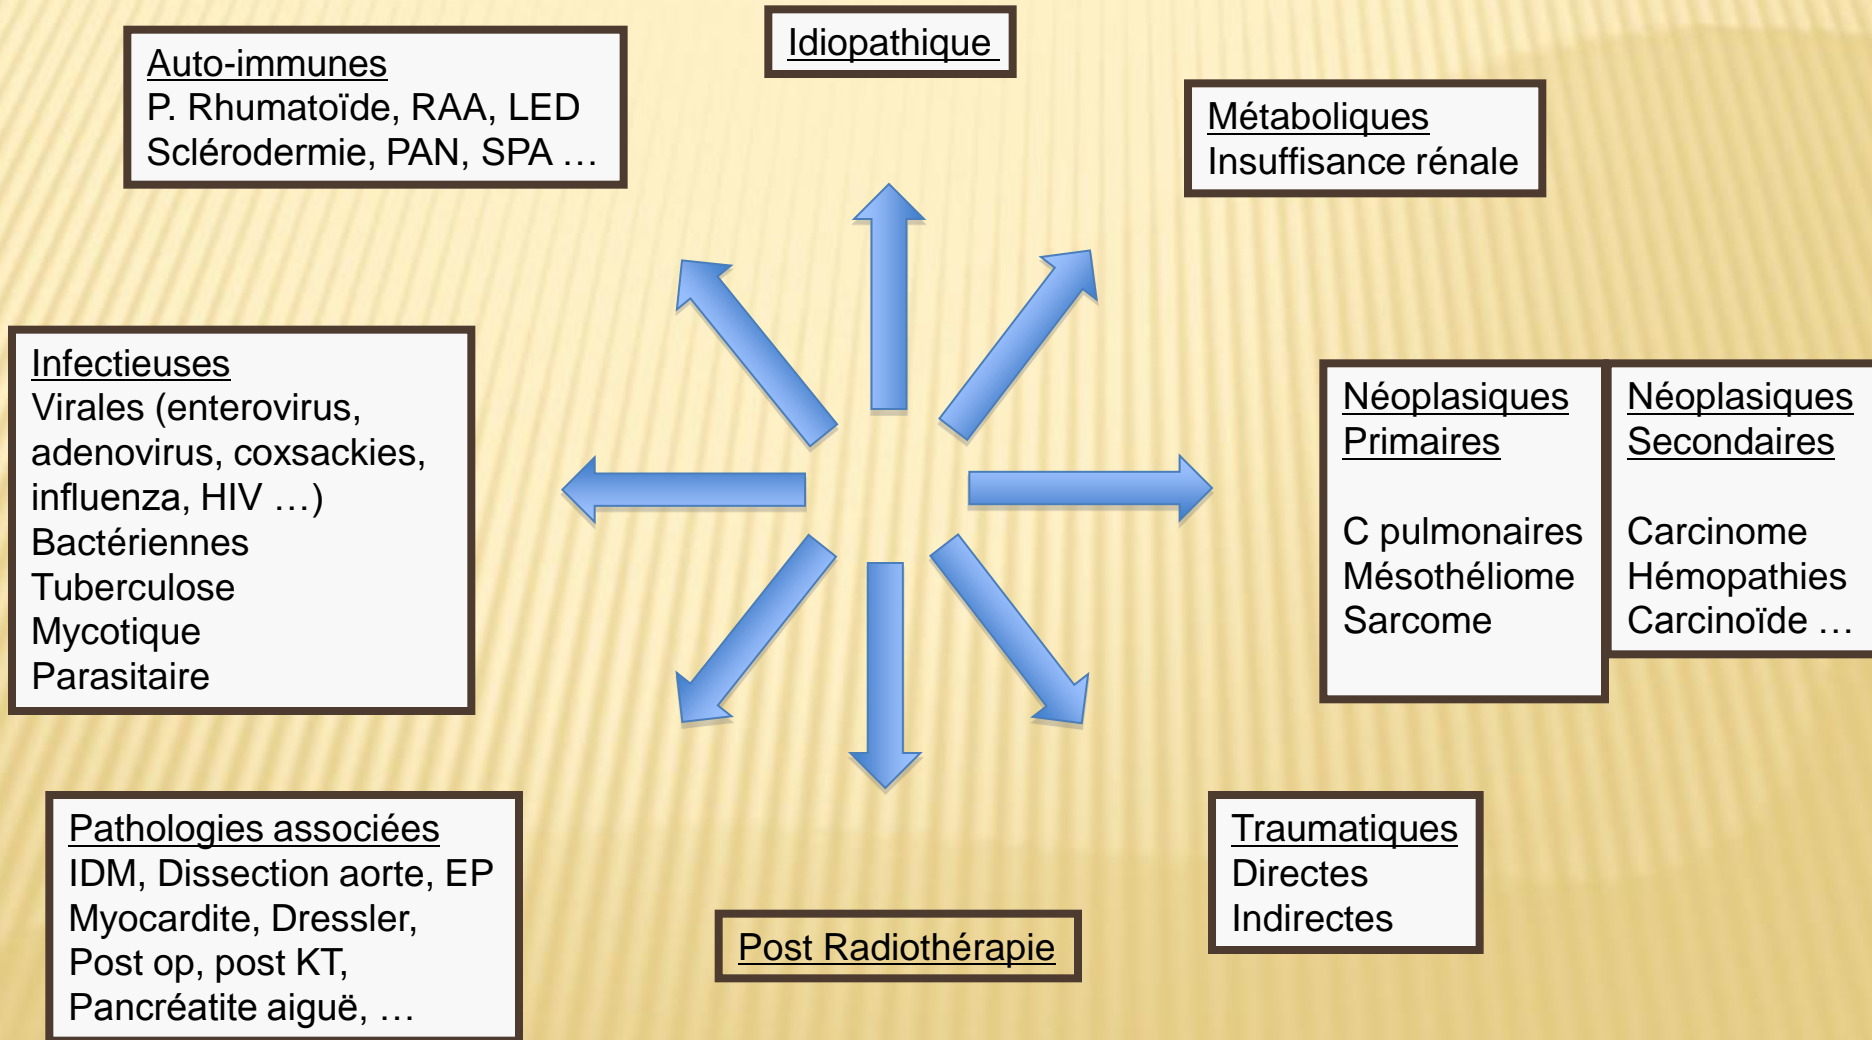 Idiopathique
Auto-immunes
P. Rhumatoïde, RAA, LED
Sclérodermie, PAN, SPA …
Métaboliques
Insuffisance rénale
Infectieuses
Virales (enterovirus,
adenovirus, coxsackies,
influenza, HIV …)
Bactériennes
Tuberculose
Mycotique
Parasitaire
Néoplasiques
Primaires
C pulmonaires
Mésothéliome
Sarcome
Néoplasiques
Secondaires
Carcinome
Hémopathies
Carcinoïde …
Pathologies associées
IDM, Dissection aorte, EP
Myocardite, Dressler,
Post op, post KT,
Pancréatite aiguë, …
Post Radiothérapie
Traumatiques
Directes
Indirectes